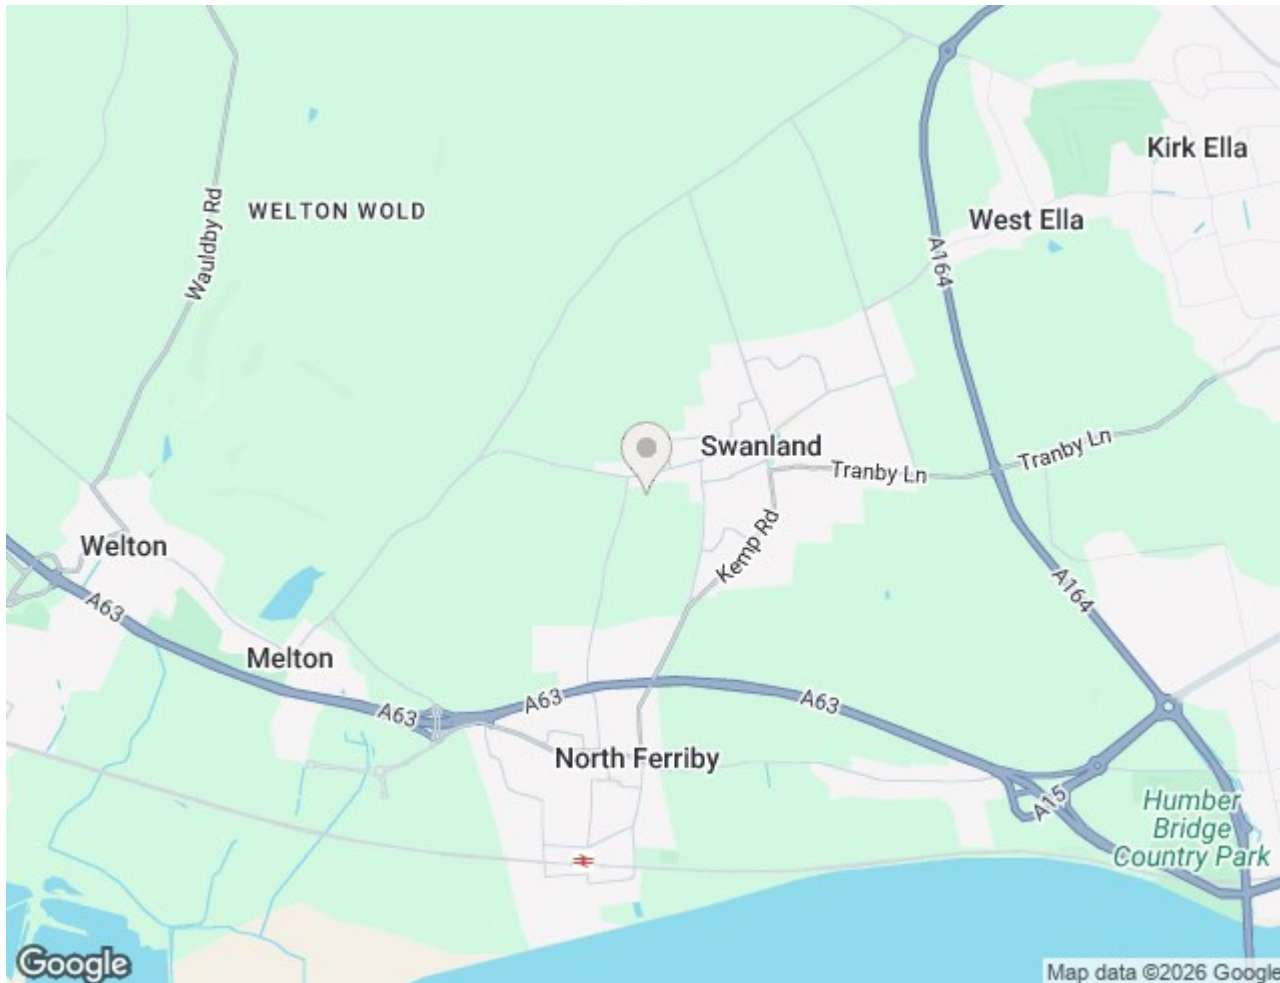 Kirk Ella
Wauldby Rd
WELTON WOLD
West Ella
A164
Swanland
Tranby Ln
Tranby Ln
Kemp Rd
Welton
A63
A164
Melton
A63
A63
A63
North Ferriby
A15
Humber
Bridge
Country Park
Google
Map data ©2026 Google